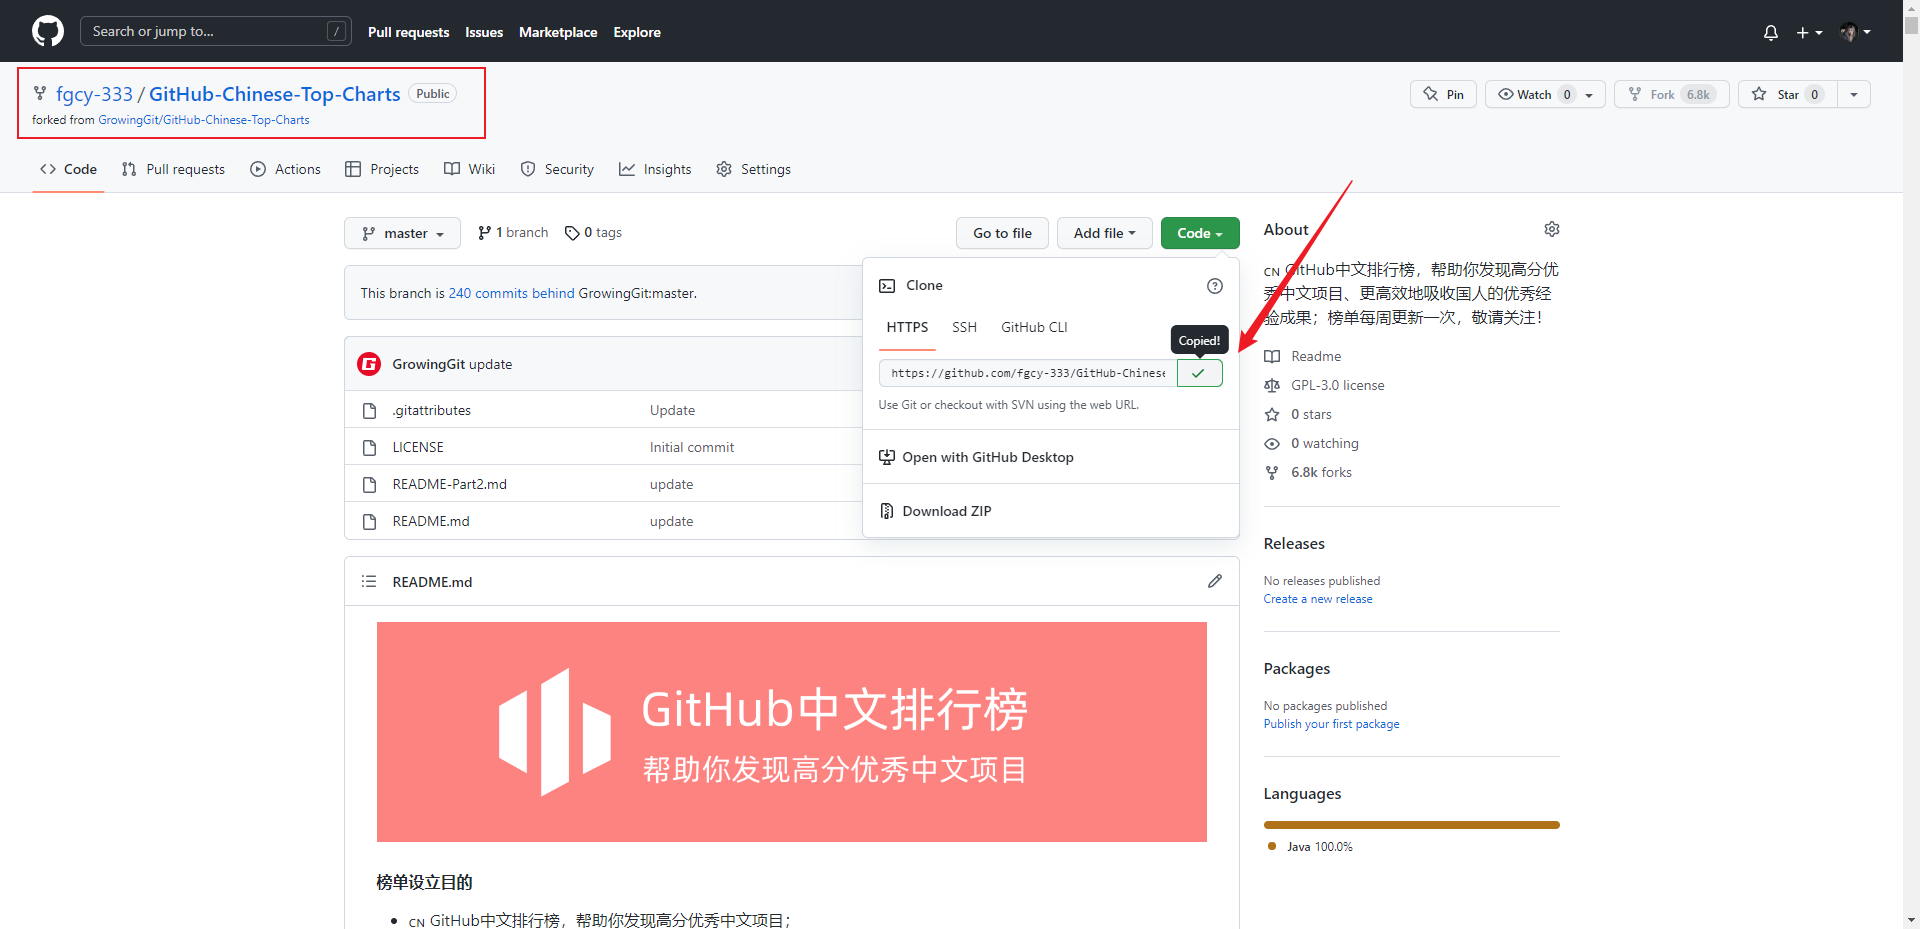 Search or jump to... /
Pull requests Issues Marketplace Explore
fgcy-333 / GitHub-Chinese-Top-Charts Public
forked from GrowingGit/GitHub-Chinese-Top-Charts
Pin Watch 0 Fork 6.8k Star 0
Code Pull requests Actions Projects Wiki Security Insights Settings
master 1 branch 0 tags Go to file Add file Code
This branch is 240 commits behind GrowingGit:master.
GrowingGit update
.gitattributes Update
LICENSE Initial commit
README-Part2.md update
README.md update
Clone
HTTPS SSH GitHub CLI
Copied!
https://github.com/fgcy-333/GitHub-Chinese
Use Git or checkout with SVN using the web URL.
Open with GitHub Desktop
Download ZIP
README.md
GitHub中文排行榜
帮助你发现高分优秀中文项目
榜单设立目的
CN GitHub中文排行榜，帮助你发现高分优秀中文项目；
About
CN GitHub中文排行榜，帮助你发现高分优
秀中文项目、更高效地吸收国人的优秀经
验成果；榜单每周更新一次，敬请关注！
Readme
GPL-3.0 license
0 stars
0 watching
6.8k forks
Releases
No releases published
Create a new release
Packages
No packages published
Publish your first package
Languages
Java 100.0%